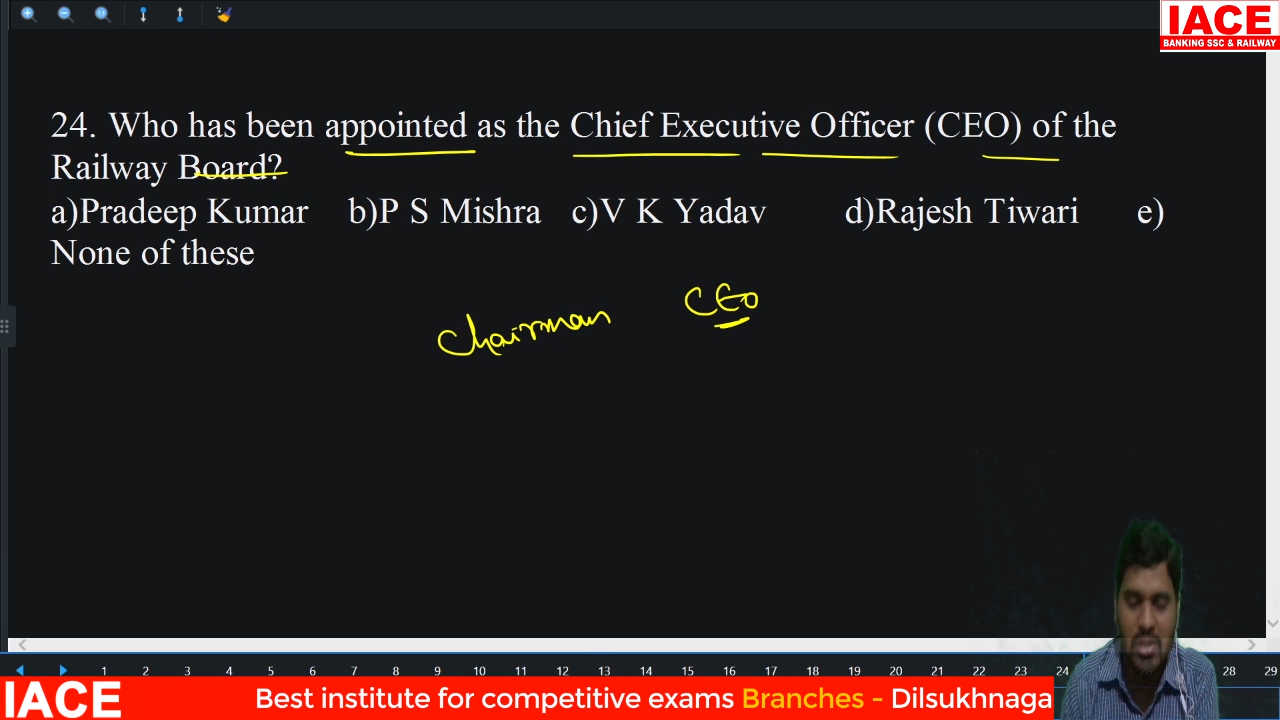 IACE
BANKING SSC & RAILWAY
24. Who has been appointed as the Chief Executive Officer (CEO) of the
Railway Board?
a)Pradeep Kumar b)P S Mishra c)V K Yadav d)Rajesh Tiwari e)
None of these
Chairman CEO
1 2 3 4 5 6 7 8 9 10 11 12 13 14 15 16 17 18 19 20 21 22 23 24 28 29
IACE Best institute for competitive exams Branches - Dilsukhnaga